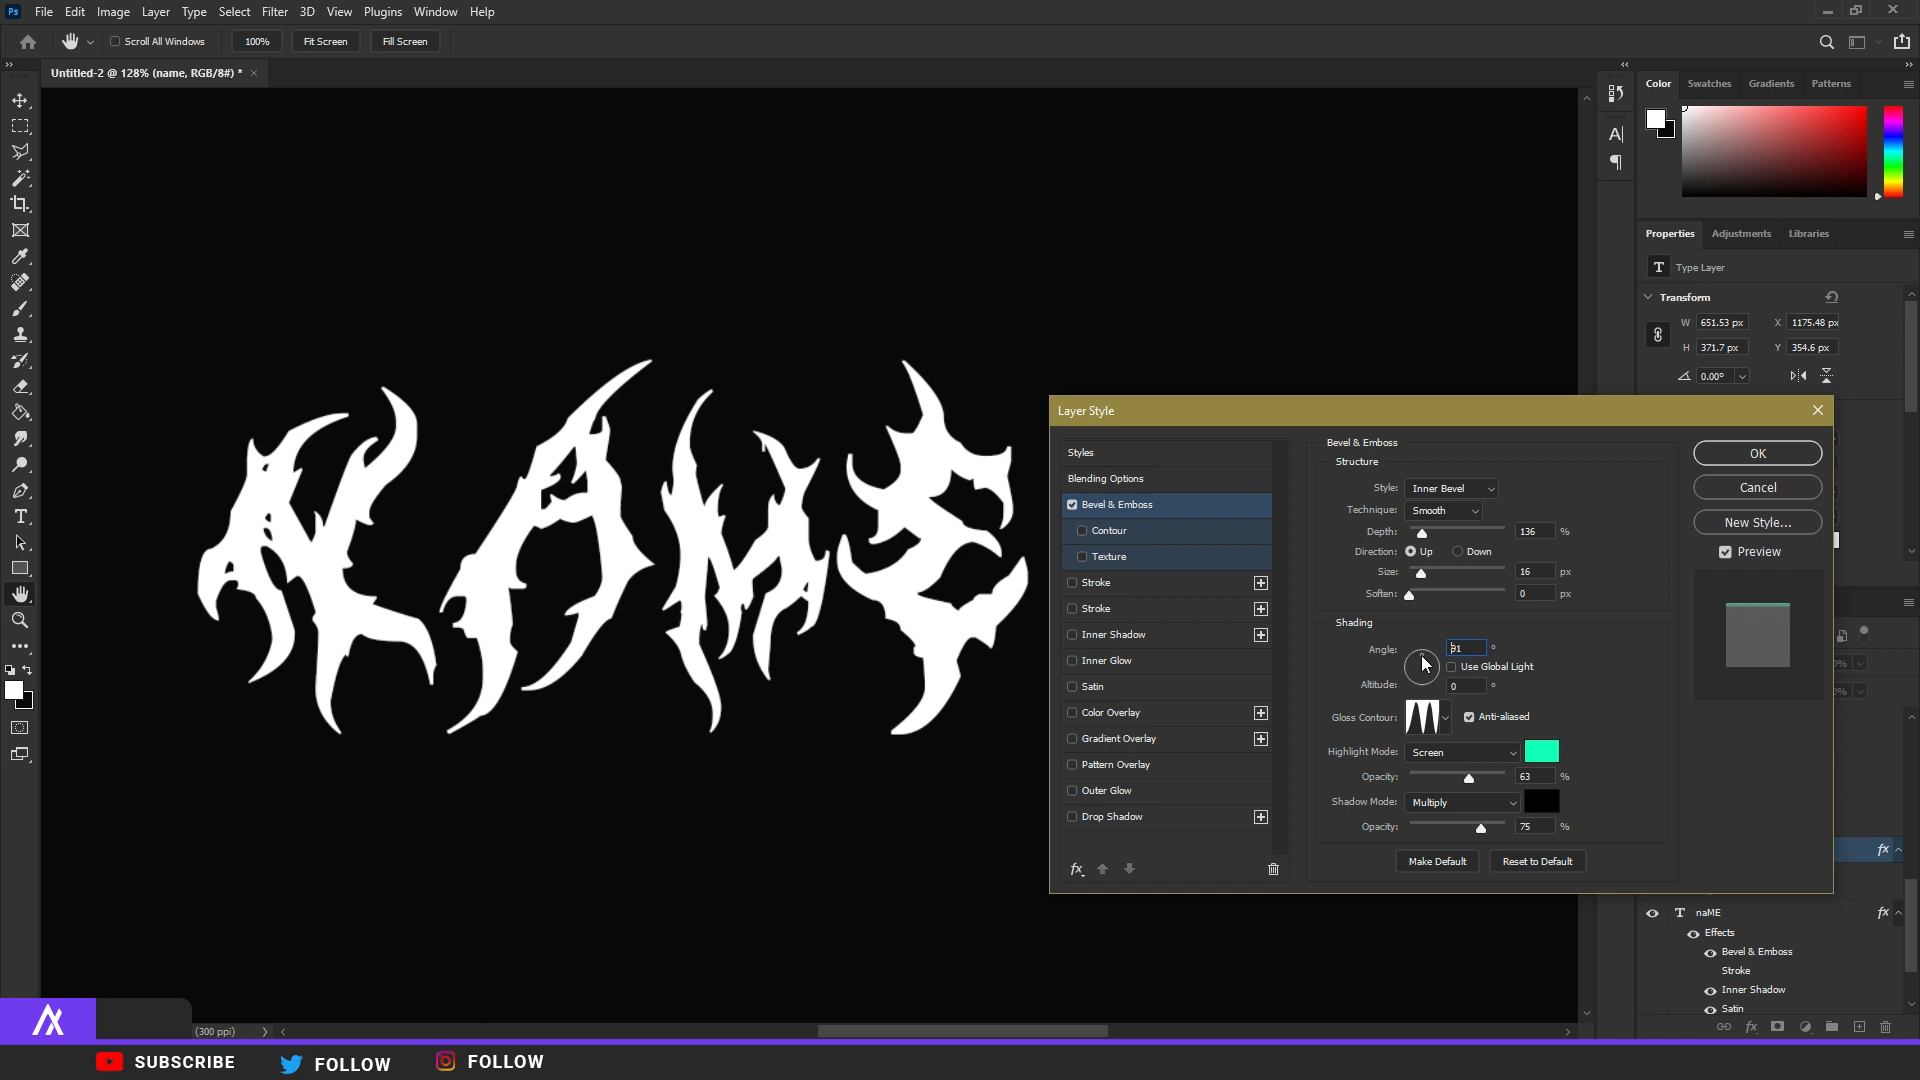 Ps File Edit Image Layer Type Select Filter 3D View Plugins Window Help
Scroll All Windows 100% Fit Screen Fill Screen
Untitled-2 @ 128% (name, RGB/8#) * ×
Color Swatches Gradients Patterns
Properties Adjustments Libraries
T Type Layer
Transform
W 651.53 px X 1175.48 px
H 371.7 px Y 354.6 px
0.00°
NAME
Layer Style
Styles
Blending Options
Bevel & Emboss
Contour
Texture
Stroke
Stroke
Inner Shadow
Inner Glow
Satin
Color Overlay
Gradient Overlay
Pattern Overlay
Outer Glow
Drop Shadow
fx
Bevel & Emboss
Structure
Style: Inner Bevel
Technique: Smooth
Depth: 136 %
Direction: Up Down
Size: 16 px
Soften: 0 px
Shading
Angle: 91 °
Use Global Light
Altitude: 0 °
Gloss Contour: Anti-aliased
Highlight Mode: Screen
Opacity: 63 %
Shadow Mode: Multiply
Opacity: 75 %
Make Default Reset to Default
OK
Cancel
New Style...
Preview
fx
T naME fx
Effects
Bevel & Emboss
Stroke
Inner Shadow
Satin
fx
(300 ppi)
SUBSCRIBE FOLLOW FOLLOW